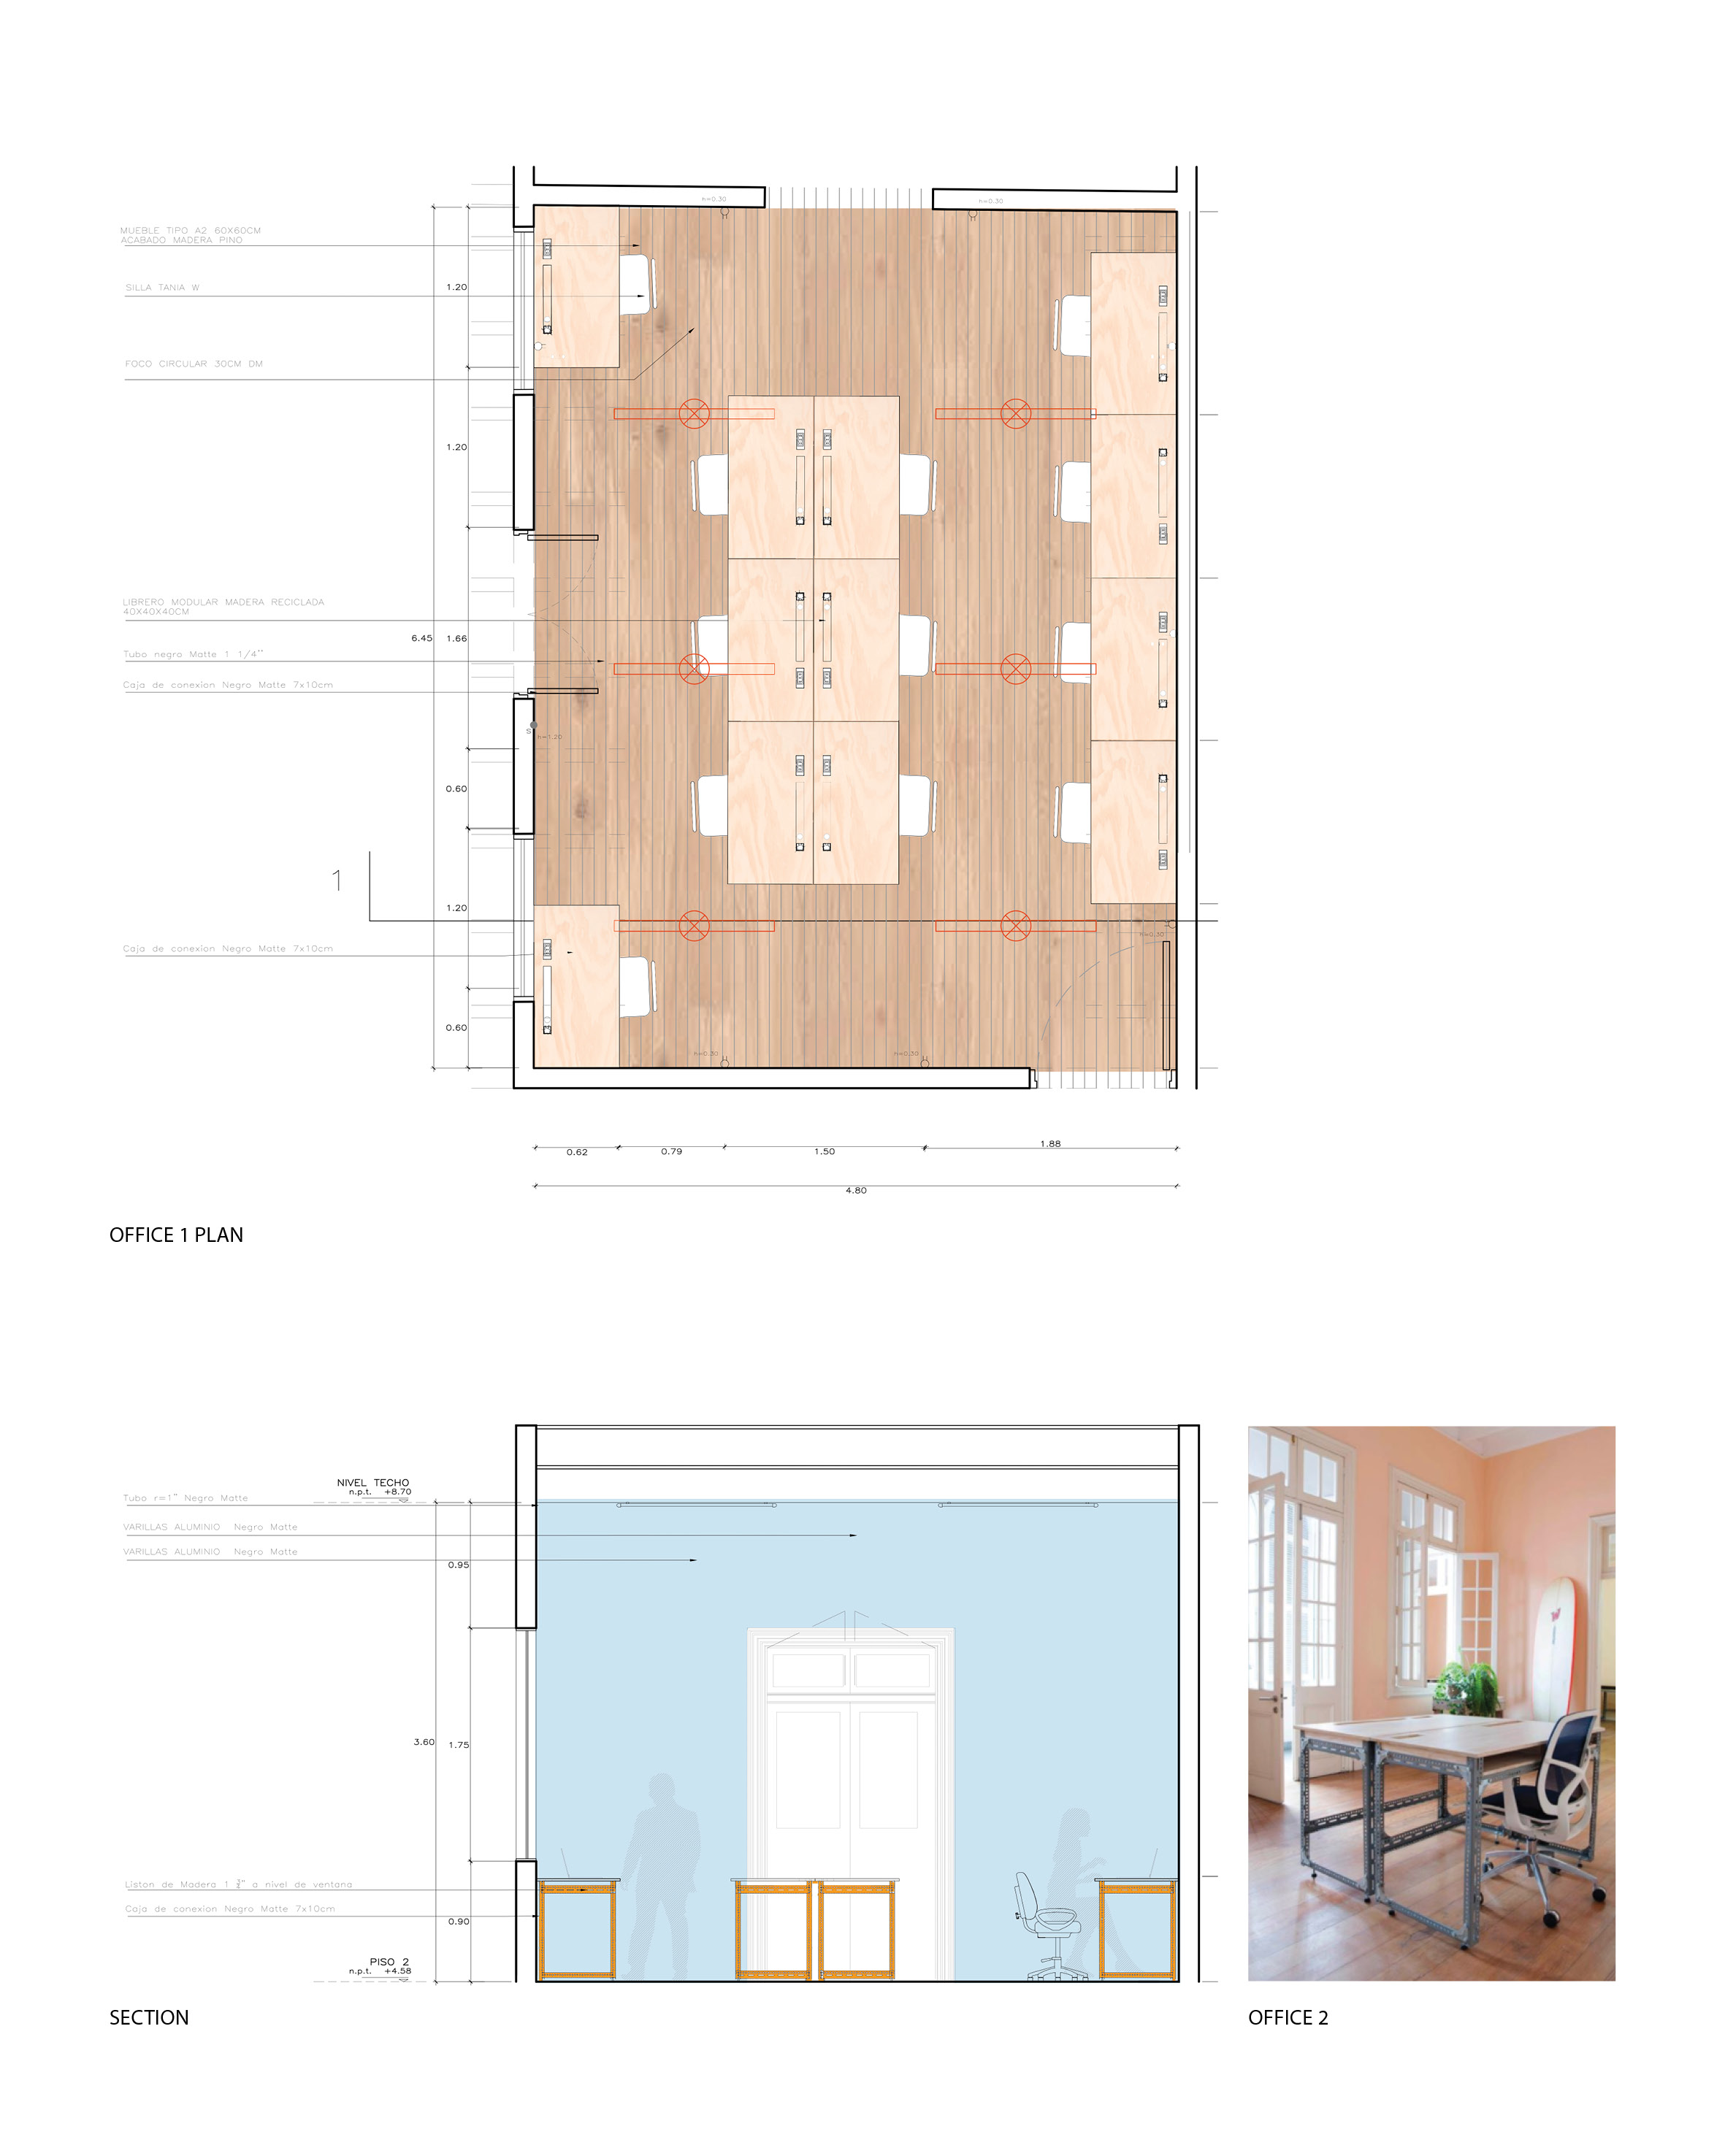 h=0.30
h=0.30
MUEBLE TIPO A2 60X60CM
ACABADO MADERA PINO
SILLA TANIA W
1.20
FOCO CIRCULAR 30CM DM
1.20
LIBRERO MODULAR MADERA RECICLADA
40X40X40CM
6.45
1.66
Tubo negro Matte 1 1/4"
Caja de conexion Negro Matte 7x10cm
S
h=1.20
0.60
1
1.20
h=0.30
Caja de conexion Negro Matte 7x10cm
0.60
h=0.30
h=0.30
0.62
0.79
1.50
1.88
4.80
OFFICE 1 PLAN
NIVEL TECHO
n.p.t. +8.70
Tubo r=1" Negro Matte
VARILLAS ALUMINIO Negro Matte
VARILLAS ALUMINIO Negro Matte
0.95
3.60
1.75
Liston de Madera 1 3/4" a nivel de ventana
Caja de conexion Negro Matte 7x10cm
0.90
PISO 2
n.p.t. +4.58
SECTION
OFFICE 2